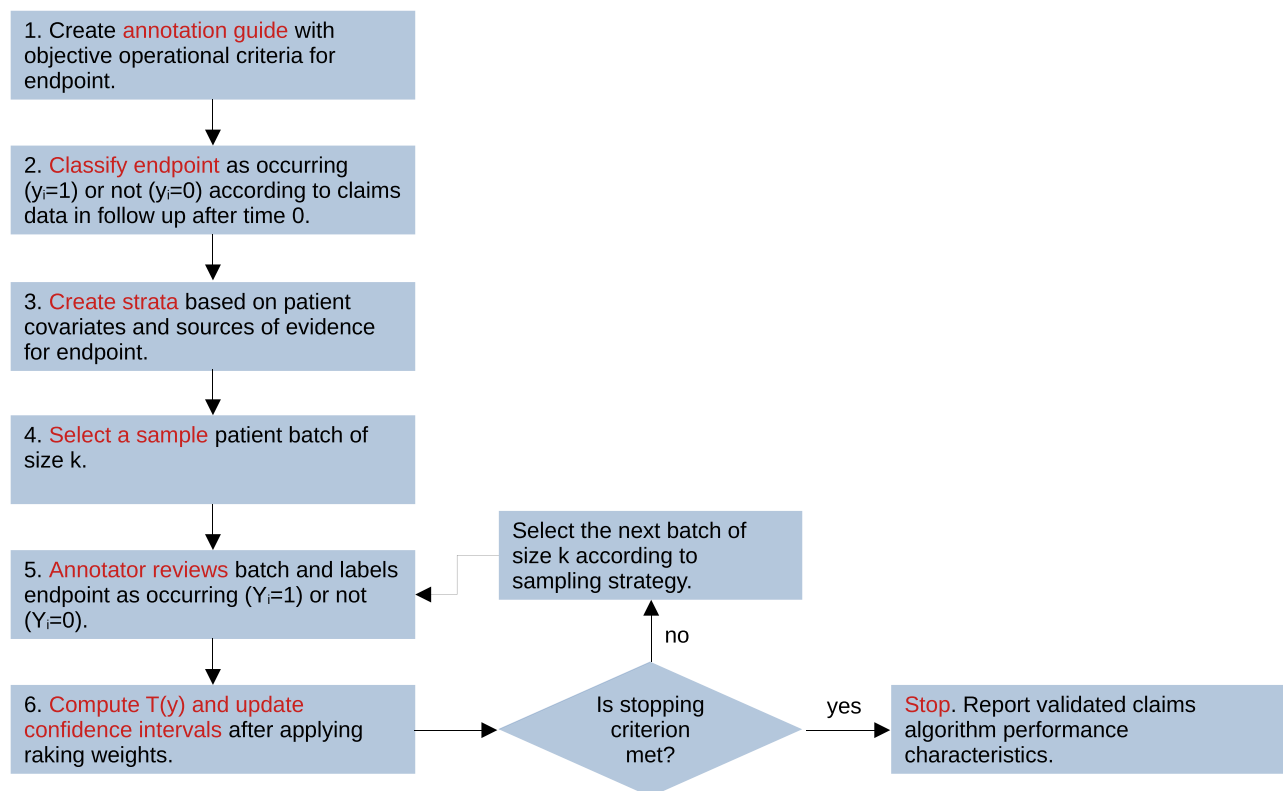 1. Create annotation guide with
objective operational criteria for
endpoint.
2. Classify endpoint as occurring
(yᵢ=1) or not (yᵢ=0) according to claims
data in follow up after time 0.
3. Create strata based on patient
covariates and sources of evidence
for endpoint.
4. Select a sample patient batch of
size k.
5. Annotator reviews batch and labels
endpoint as occurring (Yᵢ=1) or not
(Yᵢ=0).
Select the next batch of
size k according to
sampling strategy.
no
6. Compute T(y) and update
confidence intervals after applying
raking weights.
Is stopping
criterion
met?
yes
Stop. Report validated claims
algorithm performance
characteristics.